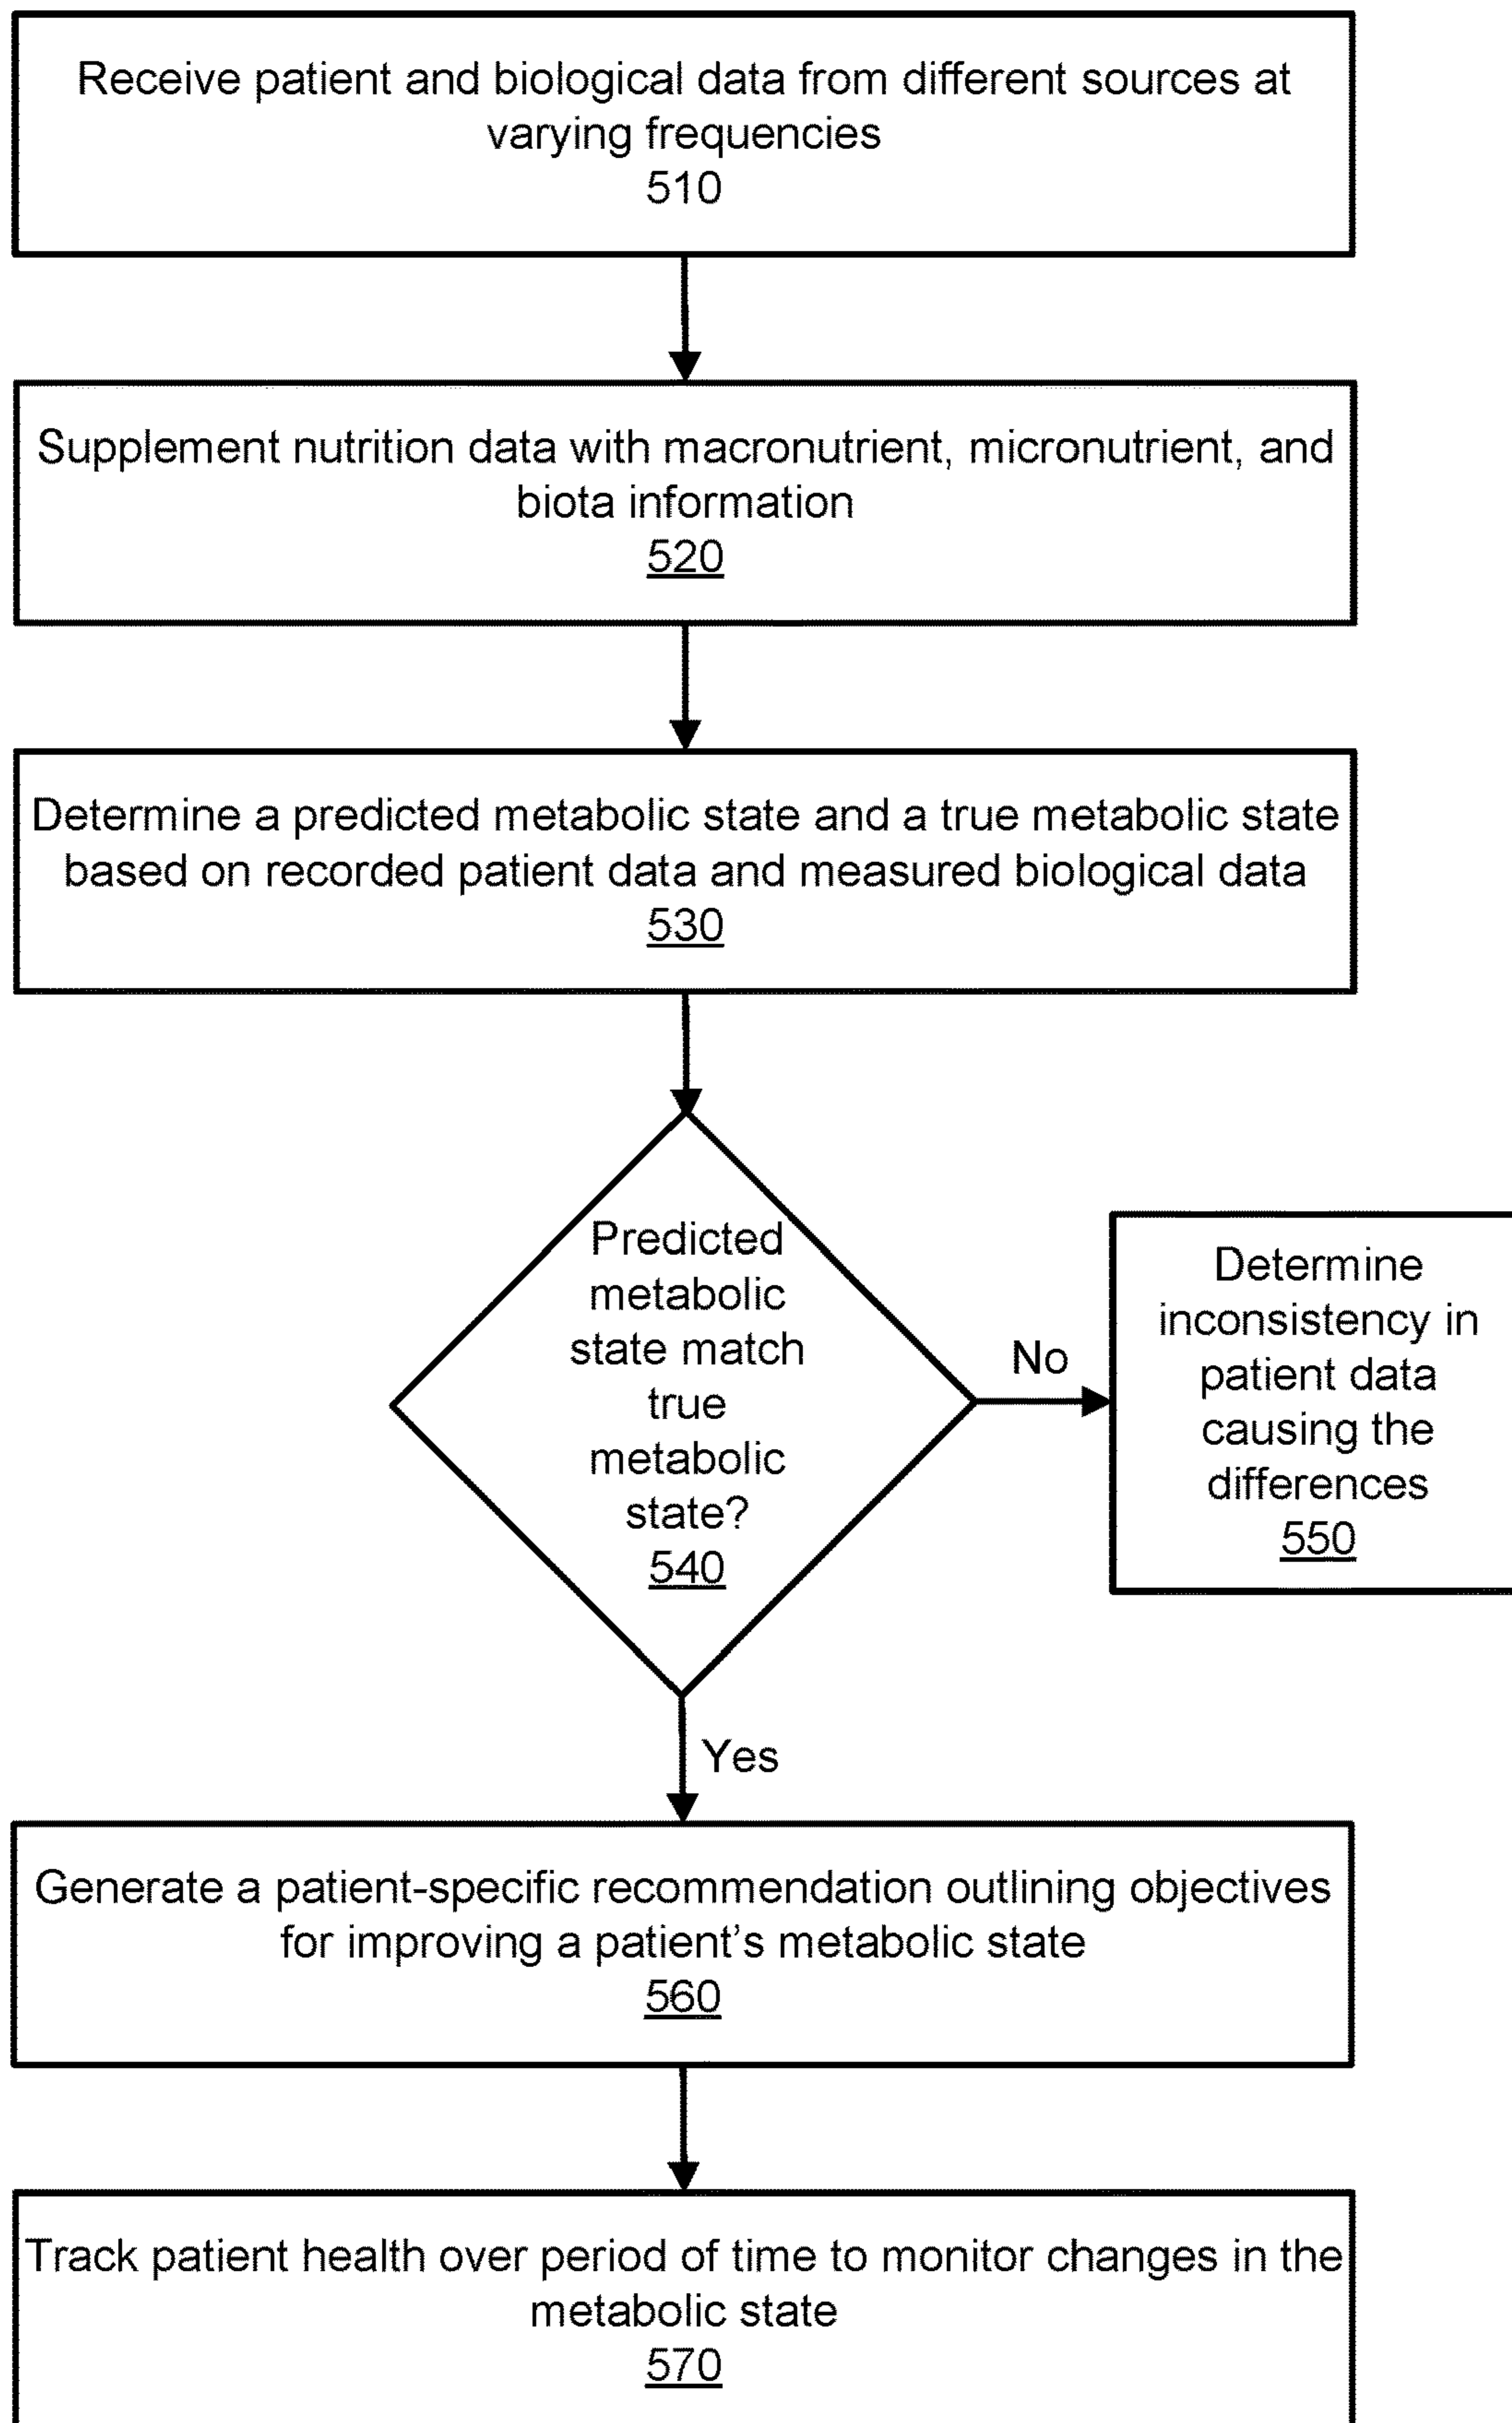 Receive patient and biological data from different sources at
varying frequencies
510
Supplement nutrition data with macronutrient, micronutrient, and
biota information
520
Determine a predicted metabolic state and a true metabolic state
based on recorded patient data and measured biological data
530
Predicted
metabolic
state match
true
metabolic
state?
540
No
Determine
inconsistency in
patient data
causing the
differences
550
Yes
Generate a patient-specific recommendation outlining objectives
for improving a patient’s metabolic state
560
Track patient health over period of time to monitor changes in the
metabolic state
570